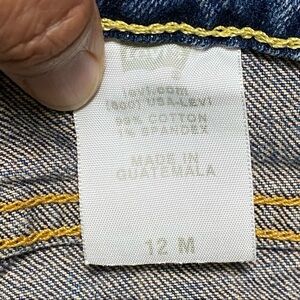 levi.com
(800) USA-LEVI
99% COTTON
1% SPANDEX
MADE IN
GUATEMALA
12 M